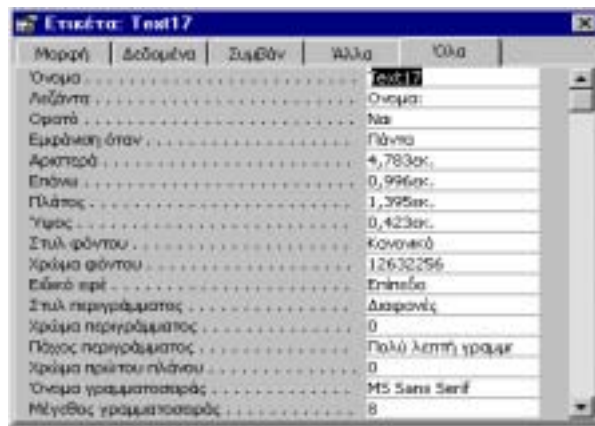 Ετικέτα: Text17
Μορφή Δεδομένα Συμβάν Άλλα Όλα
Όνομα . . . . . . . . . . . . . . . . . . . . . . . . Text17
Λεζάντα . . . . . . . . . . . . . . . . . . . . . . . Ονομα:
Ορατό . . . . . . . . . . . . . . . . . . . . . . . . Ναι
Εμφάνιση όταν . . . . . . . . . . . . . . . . . . Πάντα
Αριστερά . . . . . . . . . . . . . . . . . . . . . . 4,783εκ.
Επάνω . . . . . . . . . . . . . . . . . . . . . . . . 0,996εκ.
Πλάτος . . . . . . . . . . . . . . . . . . . . . . . 1,395εκ.
Ύψος . . . . . . . . . . . . . . . . . . . . . . . . . 0,423εκ.
Στυλ φόντου . . . . . . . . . . . . . . . . . . . . Κανονικό
Χρώμα φόντου . . . . . . . . . . . . . . . . . . 12632256
Ειδικό εφέ . . . . . . . . . . . . . . . . . . . . . Επίπεδο
Στυλ περιγράμματος . . . . . . . . . . . . . . Διαφανές
Χρώμα περιγράμματος . . . . . . . . . . . . 0
Πάχος περιγράμματος . . . . . . . . . . . . . Πολύ λεπτή γραμμ
Χρώμα πρώτου πλάνου . . . . . . . . . . . . 0
Όνομα γραμματοσειράς . . . . . . . . . . . . MS Sans Serif
Μέγεθος γραμματοσειράς . . . . . . . . . . 8